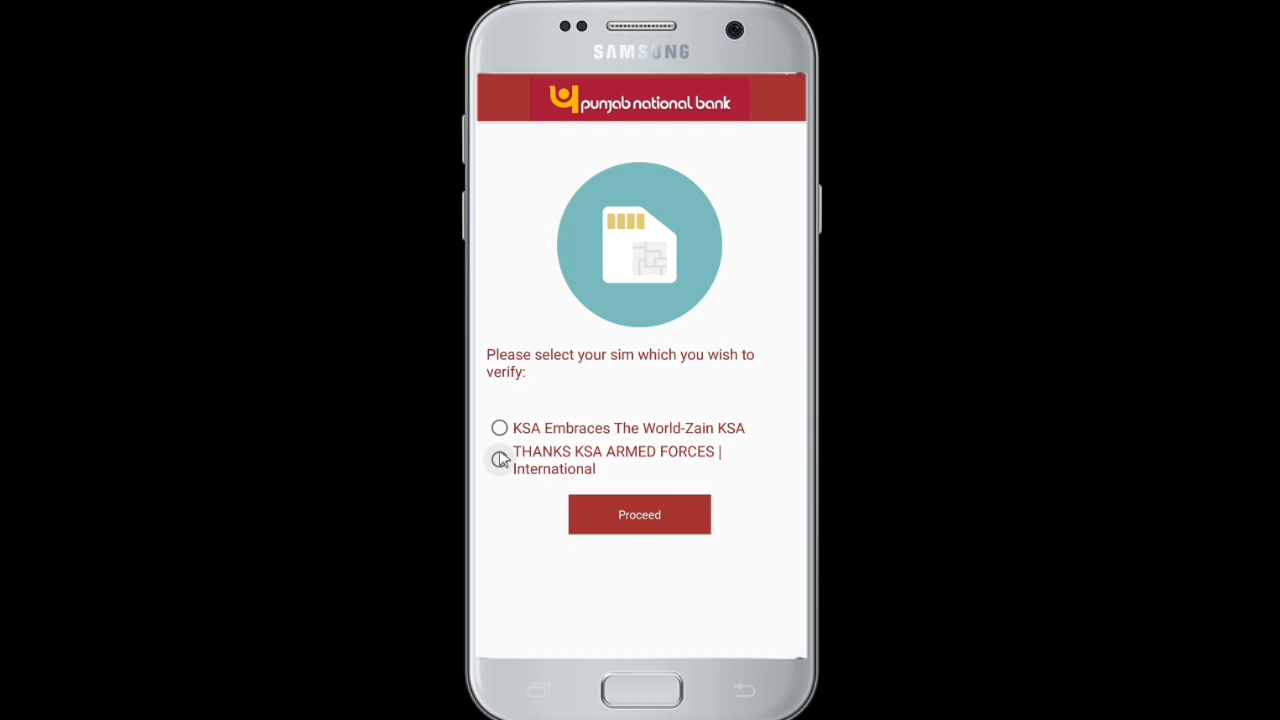 SAMSUNG
punjab national bank
Please select your sim which you wish to
verify:
KSA Embraces The World-Zain KSA
THANKS KSA ARMED FORCES |
International
Proceed